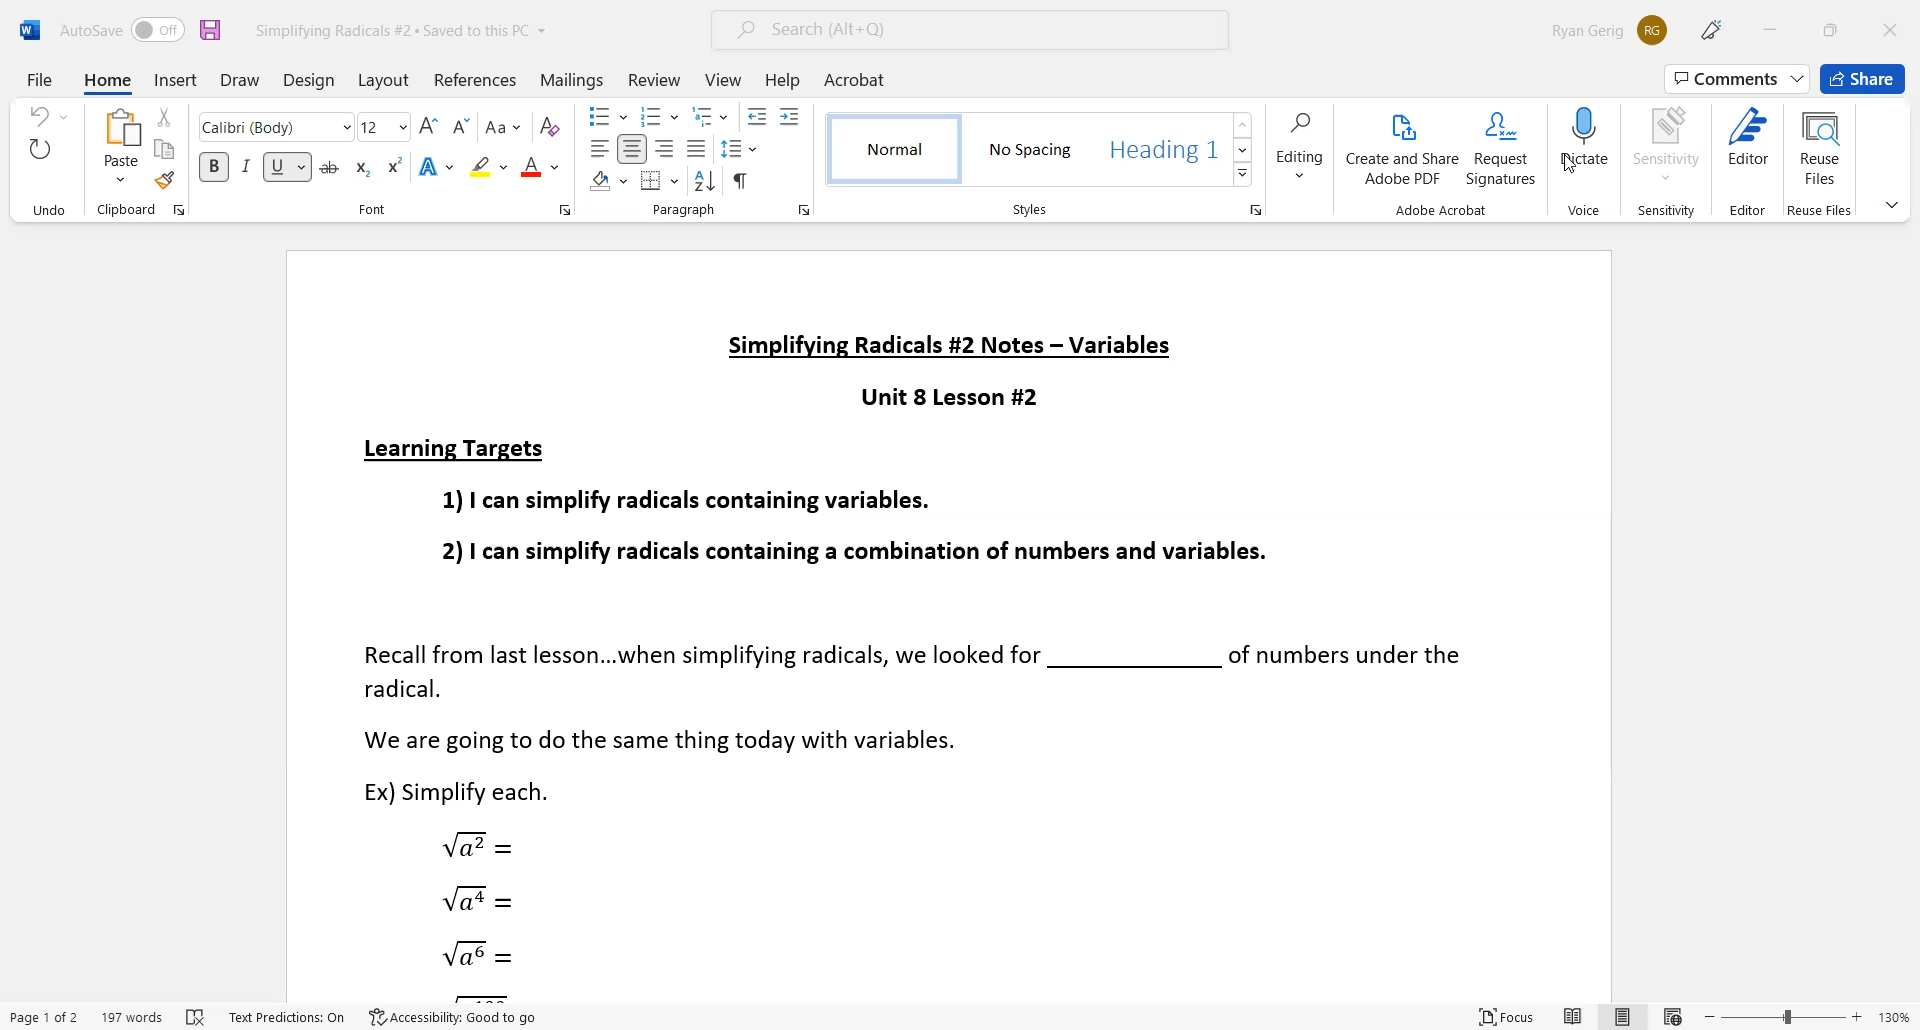 AutoSave Off Simplifying Radicals #2 • Saved to this PC Search (Alt+Q) Ryan Gerig RG
File Home Insert Draw Design Layout References Mailings Review View Help Acrobat Comments Share
Calibri (Body) 12 Aa
Paste B I U ab x₂ x² A A
Normal No Spacing Heading 1
Editing Create and Share Adobe PDF Request Signatures Dictate Sensitivity Editor Reuse Files
Undo Clipboard Font Paragraph Styles Adobe Acrobat Voice Sensitivity Editor Reuse Files
Simplifying Radicals #2 Notes – Variables
Unit 8 Lesson #2
Learning Targets
1) I can simplify radicals containing variables.
2) I can simplify radicals containing a combination of numbers and variables.
Recall from last lesson…when simplifying radicals, we looked for ______________ of numbers under the
radical.
We are going to do the same thing today with variables.
Ex) Simplify each.
√a² =
√a⁴ =
√a⁶ =
Page 1 of 2 197 words Text Predictions: On Accessibility: Good to go Focus 130%